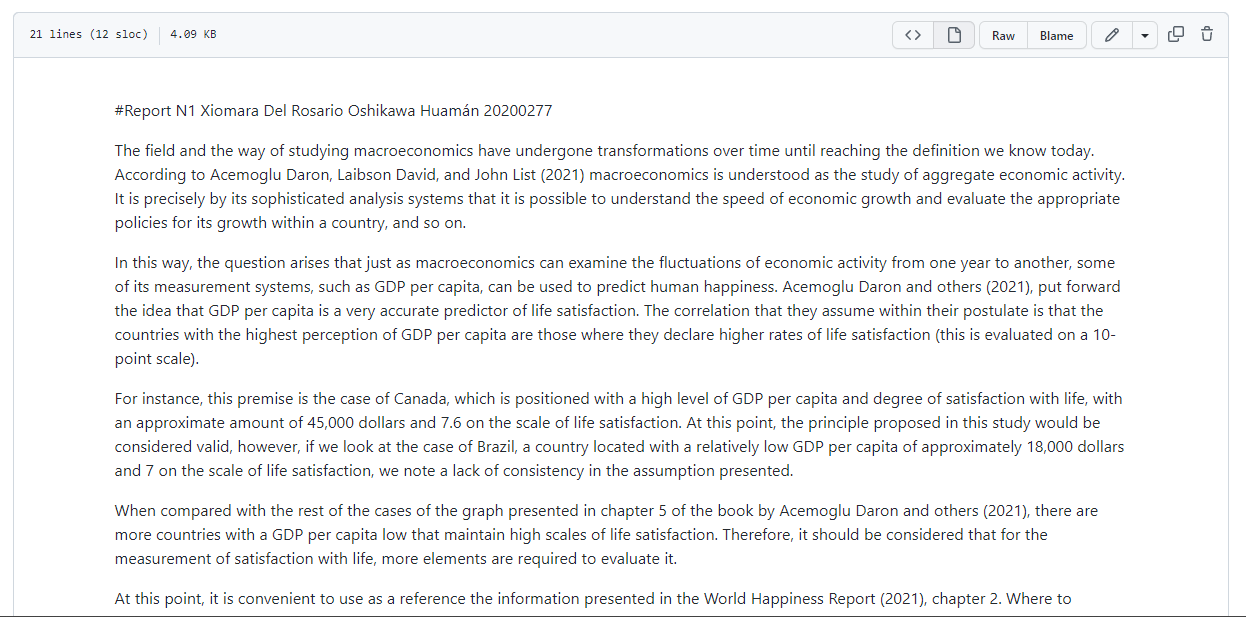 21 lines (12 sloc) 4.09 KB
Raw Blame
#Report N1 Xiomara Del Rosario Oshikawa Huamán 20200277
The field and the way of studying macroeconomics have undergone transformations over time until reaching the definition we know today.
According to Acemoglu Daron, Laibson David, and John List (2021) macroeconomics is understood as the study of aggregate economic activity.
It is precisely by its sophisticated analysis systems that it is possible to understand the speed of economic growth and evaluate the appropriate
policies for its growth within a country, and so on.
In this way, the question arises that just as macroeconomics can examine the fluctuations of economic activity from one year to another, some
of its measurement systems, such as GDP per capita, can be used to predict human happiness. Acemoglu Daron and others (2021), put forward
the idea that GDP per capita is a very accurate predictor of life satisfaction. The correlation that they assume within their postulate is that the
countries with the highest perception of GDP per capita are those where they declare higher rates of life satisfaction (this is evaluated on a 10-
point scale).
For instance, this premise is the case of Canada, which is positioned with a high level of GDP per capita and degree of satisfaction with life, with
an approximate amount of 45,000 dollars and 7.6 on the scale of life satisfaction. At this point, the principle proposed in this study would be
considered valid, however, if we look at the case of Brazil, a country located with a relatively low GDP per capita of approximately 18,000 dollars
and 7 on the scale of life satisfaction, we note a lack of consistency in the assumption presented.
When compared with the rest of the cases of the graph presented in chapter 5 of the book by Acemoglu Daron and others (2021), there are
more countries with a GDP per capita low that maintain high scales of life satisfaction. Therefore, it should be considered that for the
measurement of satisfaction with life, more elements are required to evaluate it.
At this point, it is convenient to use as a reference the information presented in the World Happiness Report (2021), chapter 2. Where to